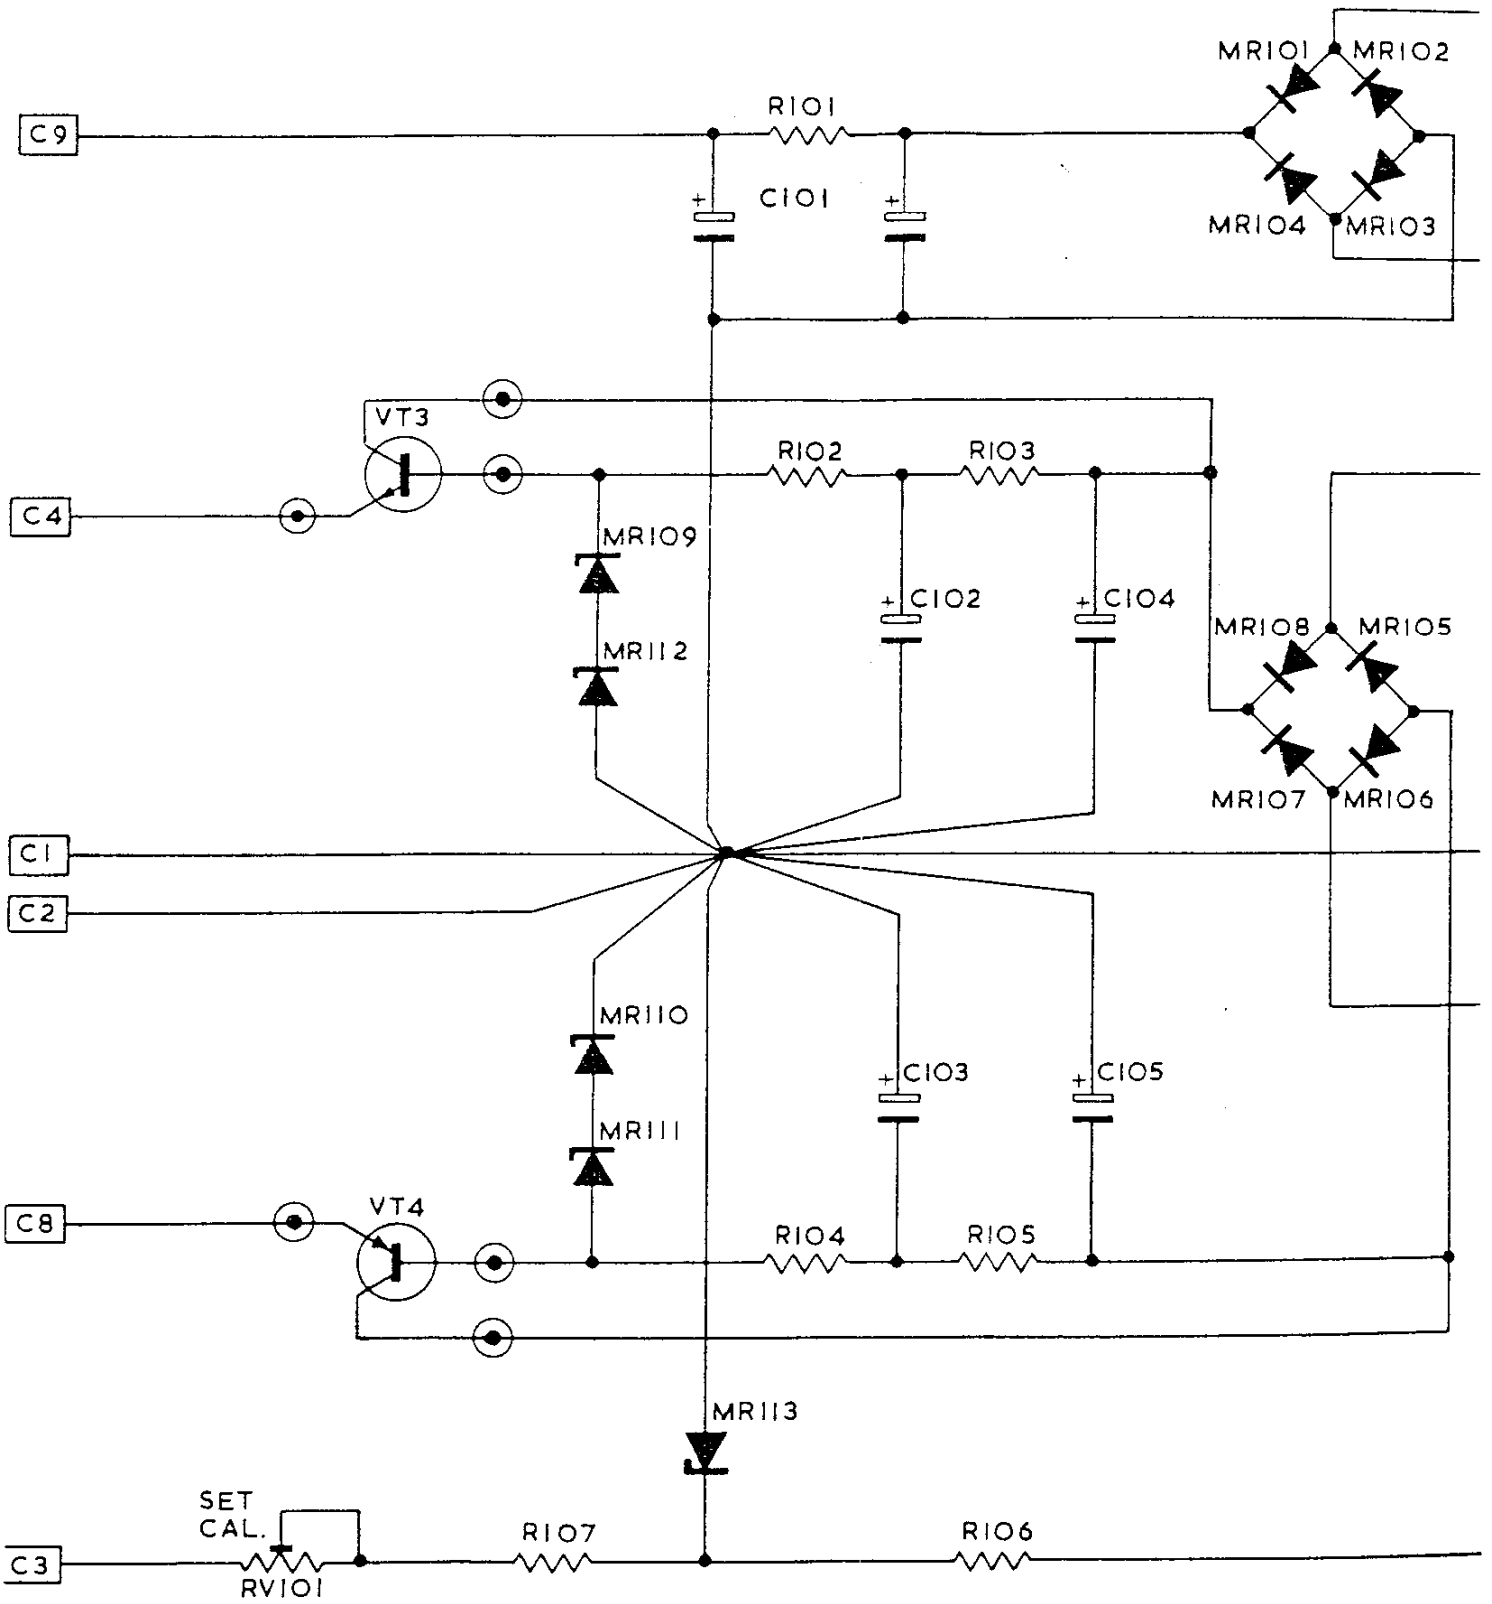 MR101 MR102
R101
C9
C101
MR104 MR103
VT3
R102 R103
C4
MR109
C102 C104
MR108 MR105
MR112
MR107 MR106
C1
C2
MR110
C103 C105
MR111
VT4
C8
R104 R105
MR113
SET
CAL.
R107 R106
C3
RV101